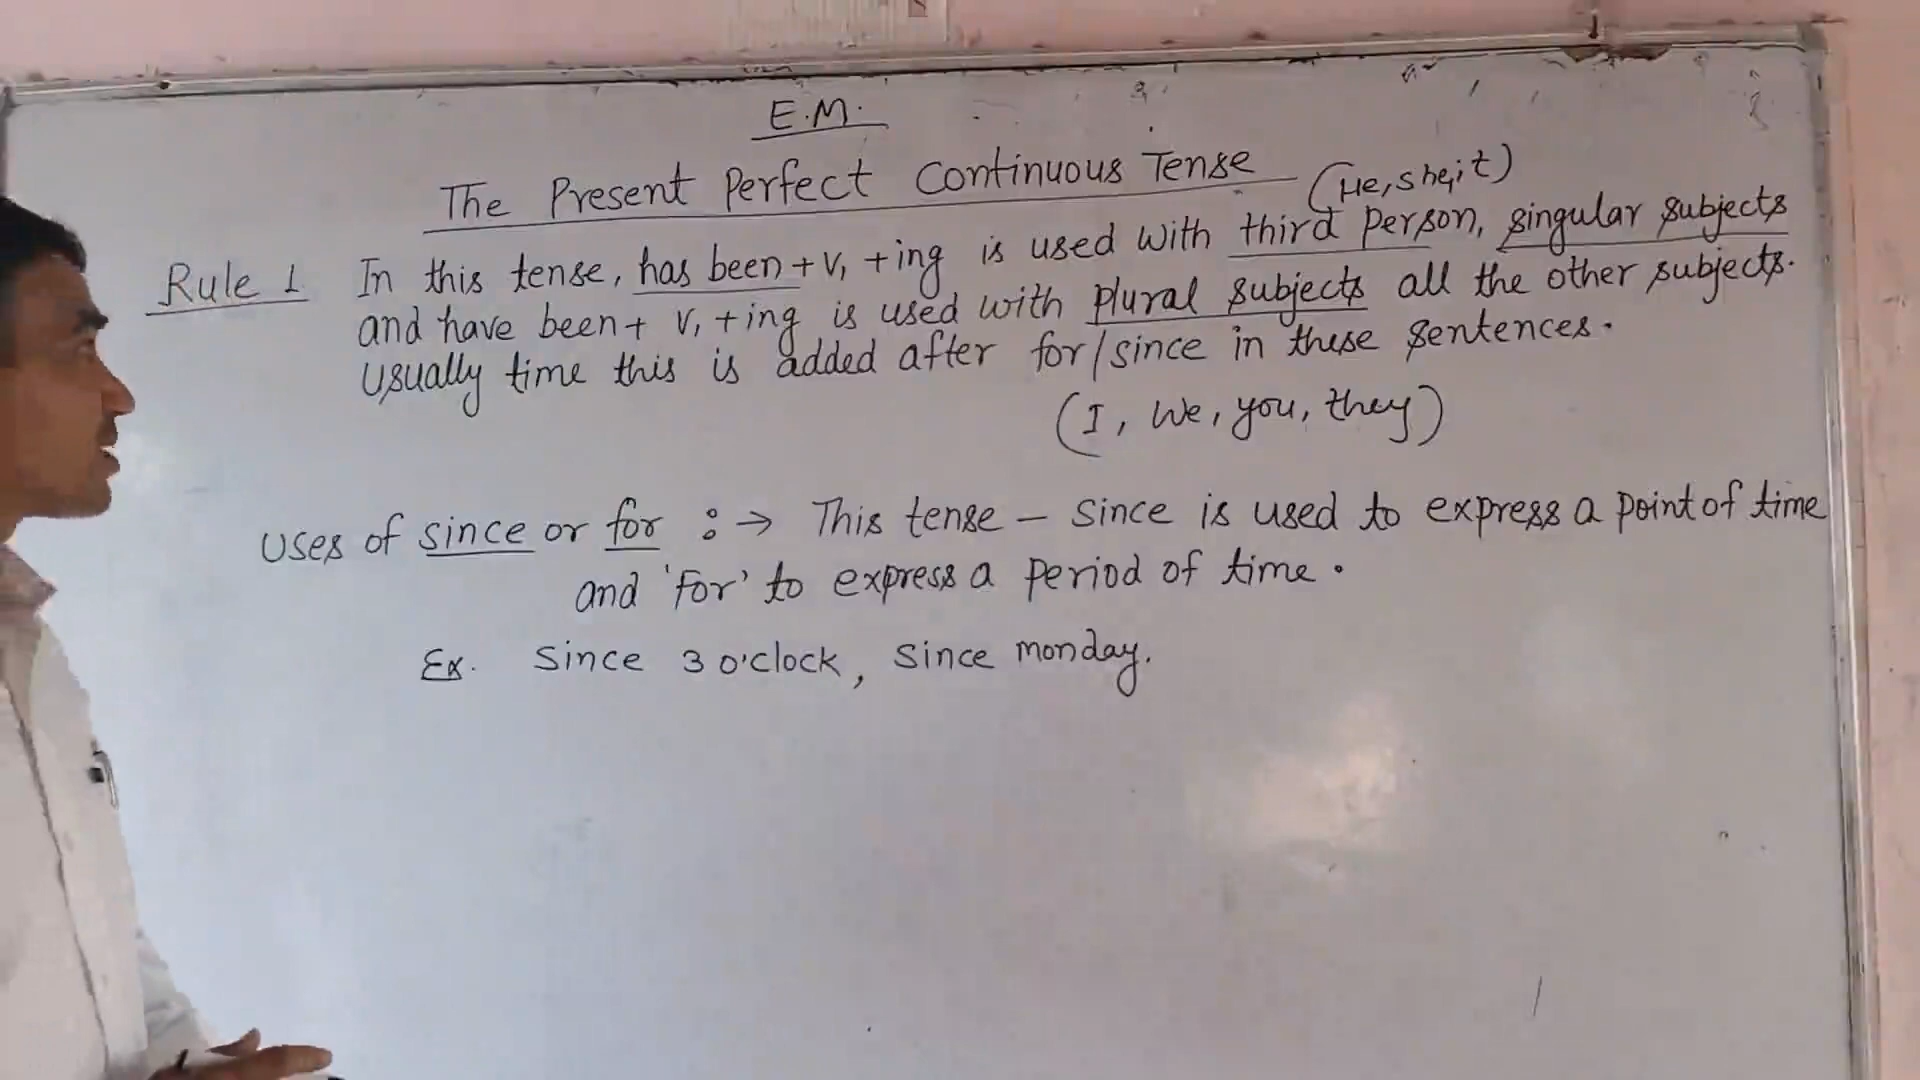 E.M.
The Present Perfect Continuous Tense
(He, she, it)
Rule 1 In this tense, has been + V₁ + ing is used with third person, singular subjects
and have been + V₁ + ing is used with plural subjects all the other subjects.
Usually time this is added after for/since in these sentences.
(I, We, you, they)
Uses of since or for :→ This tense – Since is used to express a point of time
and 'For' to express a period of time.
Ex. Since 3 o'clock, Since monday.